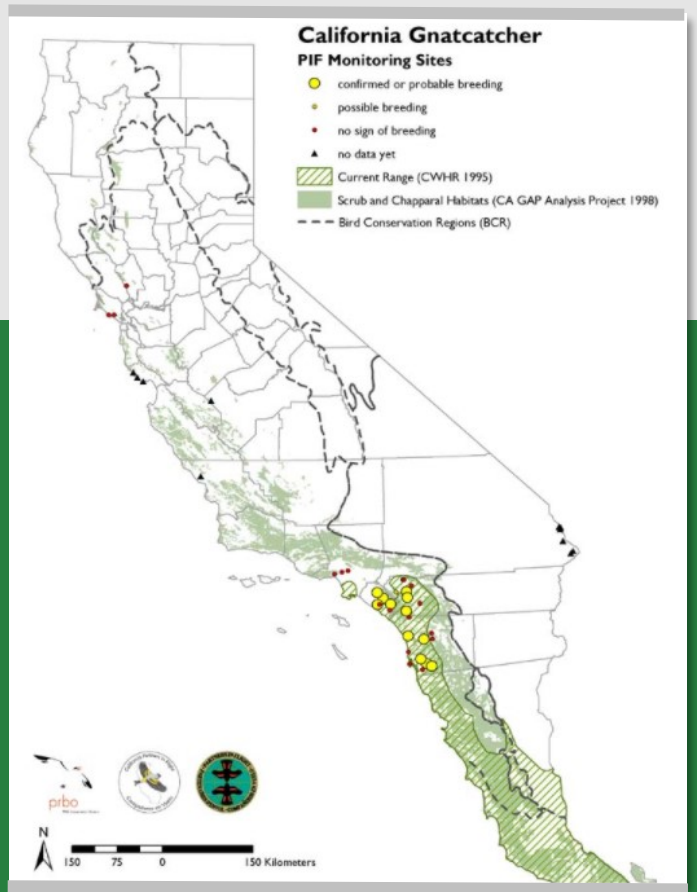 California Gnatcatcher
PIF Monitoring Sites
confirmed or probable breeding
possible breeding
no sign of breeding
no data yet
Current Range (CWHR 1995)
Scrub and Chapparal Habitats (CA GAP Analysis Project 1998)
Bird Conservation Regions (BCR)
prbo
N
150 75 0 150 Kilometers